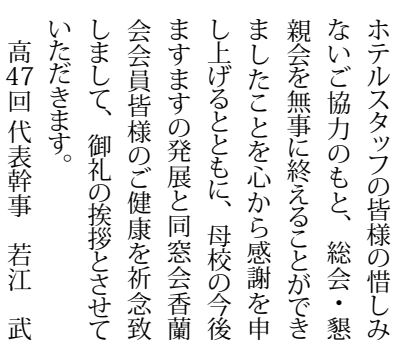 ホテルスタッフの皆様の惜しみ
ないご協力のもと、総会・懇
親会を無事に終えることができ
ましたことを心から感謝を申
し上げるとともに、母校の今後
ますますの発展と同窓会香蘭
会会員皆様のご健康を祈念致
しまして、御礼の挨拶とさせて
いただきます。
高47回 代表幹事 若江 武